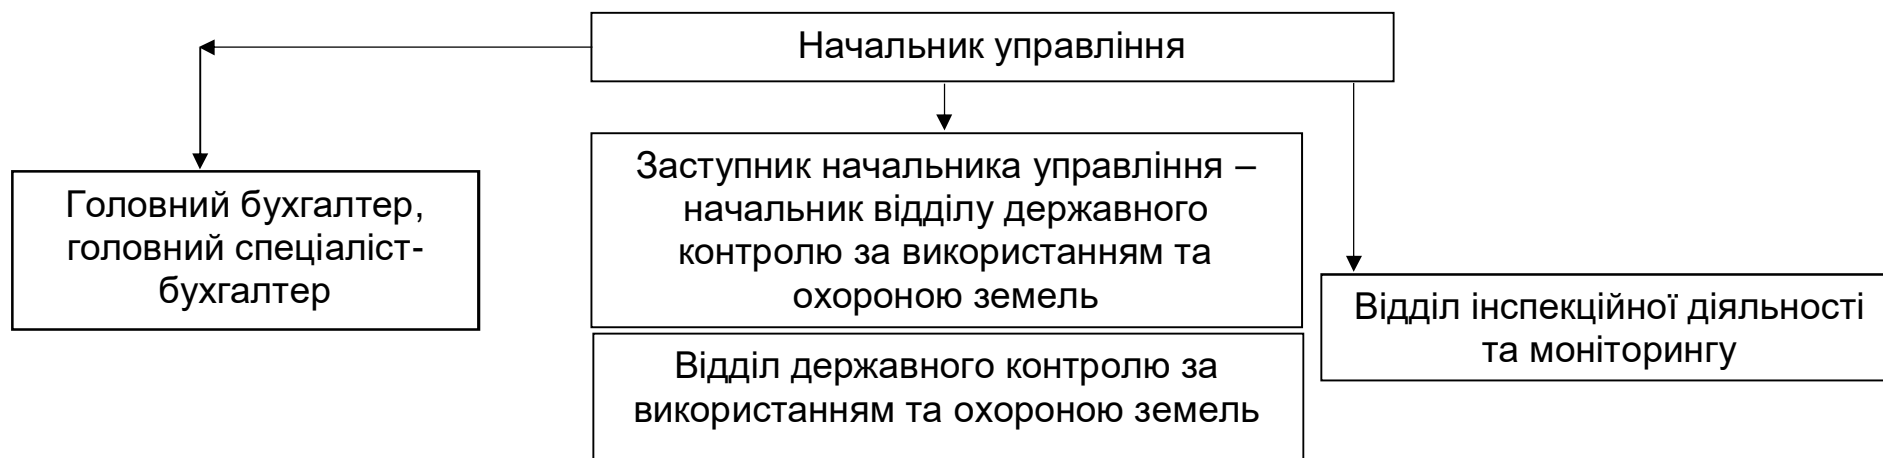 Начальник управління
Головний бухгалтер,
головний спеціаліст-
бухгалтер
Заступник начальника управління –
начальник відділу державного
контролю за використанням та
охороною земель
Відділ державного контролю за
використанням та охороною земель
Відділ інспекційної діяльності
та моніторингу